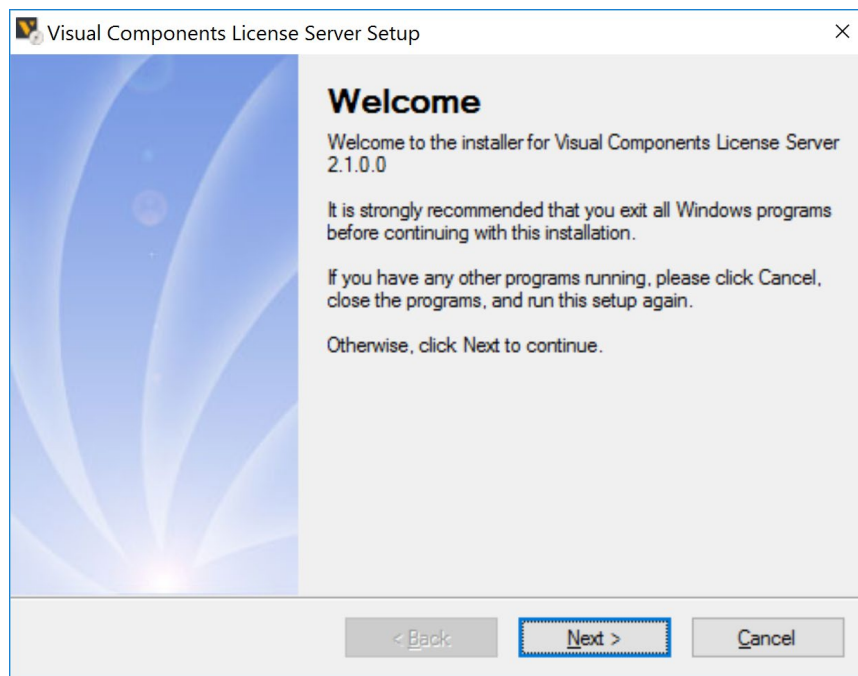 Visual Components License Server Setup
Welcome
Welcome to the installer for Visual Components License Server
2.1.0.0
It is strongly recommended that you exit all Windows programs
before continuing with this installation.
If you have any other programs running, please click Cancel,
close the programs, and run this setup again.
Otherwise, click Next to continue.
< Back
Next >
Cancel